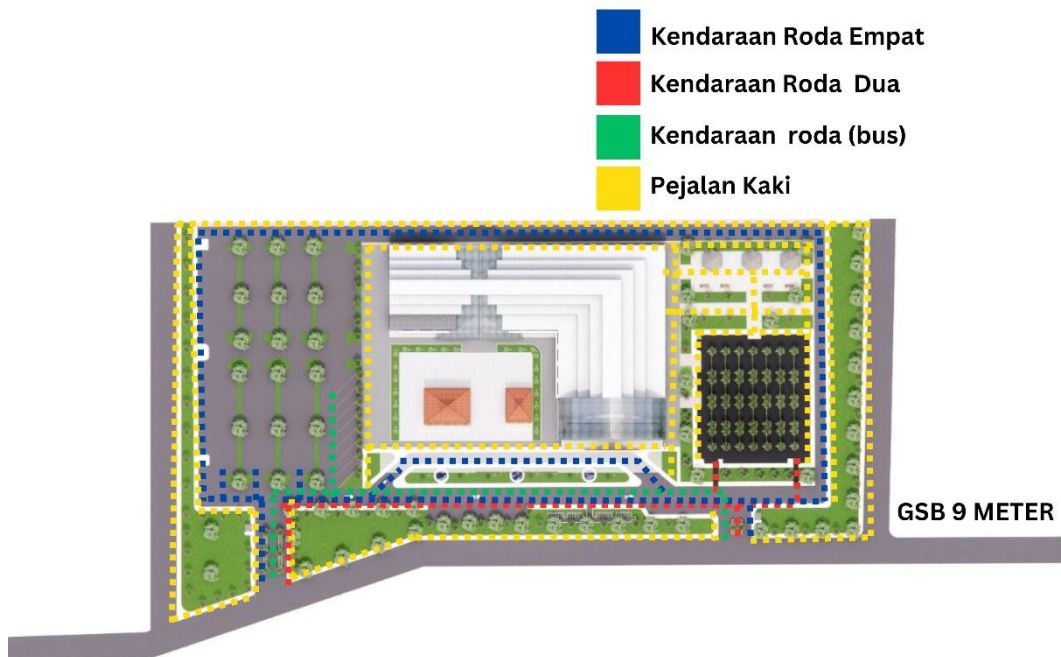 Kendaraan Roda Empat
Kendaraan Roda Dua
Kendaraan roda (bus)
Pejalan Kaki
GSB 9 METER